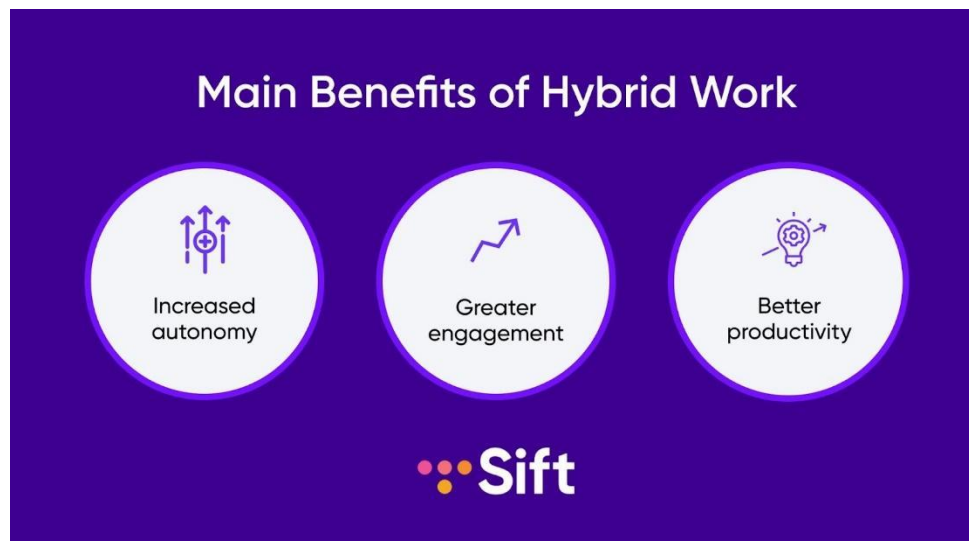 Main Benefits of Hybrid Work
Increased
autonomy
Greater
engagement
Better
productivity
Sift